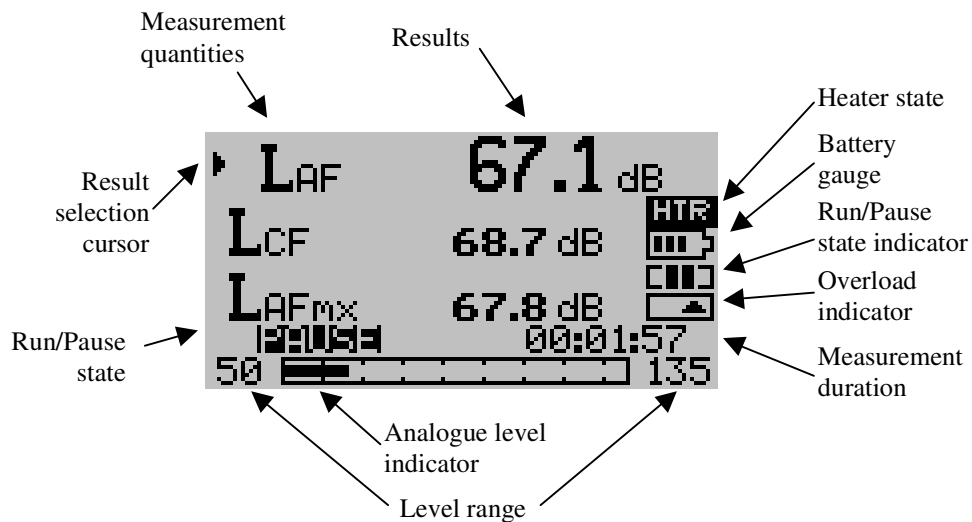 Measurement
quantities
Results
Heater state
Battery
gauge
Run/Pause
state indicator
Overload
indicator
Measurement
duration
Result
selection
cursor
Run/Pause
state
LAF 67.1 dB
HTR
LCF 68.7 dB
LAFmx 67.8 dB
PAUSE 00:01:57
50 135
Analogue level
indicator
Level range